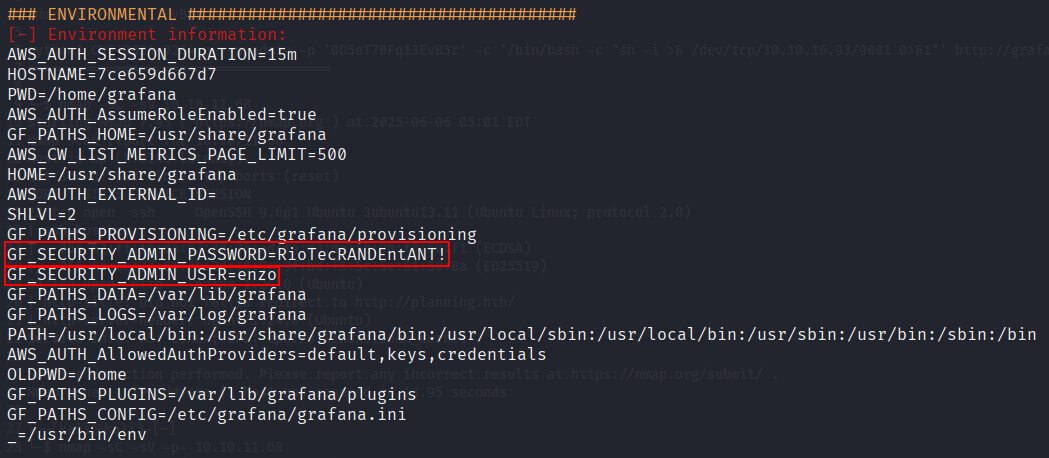 ### ENVIRONMENTAL #######################################
[-] Environment information:
AWS_AUTH_SESSION_DURATION=15m
HOSTNAME=7ce659d667d7
PWD=/home/grafana
AWS_AUTH_AssumeRoleEnabled=true
GF_PATHS_HOME=/usr/share/grafana
AWS_CW_LIST_METRICS_PAGE_LIMIT=500
HOME=/usr/share/grafana
AWS_AUTH_EXTERNAL_ID=
SHLVL=2
GF_PATHS_PROVISIONING=/etc/grafana/provisioning
GF_SECURITY_ADMIN_PASSWORD=RioTecRANDEntANT!
GF_SECURITY_ADMIN_USER=enzo
GF_PATHS_DATA=/var/lib/grafana
GF_PATHS_LOGS=/var/log/grafana
PATH=/usr/local/bin:/usr/share/grafana/bin:/usr/local/sbin:/usr/local/bin:/usr/sbin:/usr/bin:/sbin:/bin
AWS_AUTH_AllowedAuthProviders=default,keys,credentials
OLDPWD=/home
GF_PATHS_PLUGINS=/var/lib/grafana/plugins
GF_PATHS_CONFIG=/etc/grafana/grafana.ini
_=/usr/bin/env